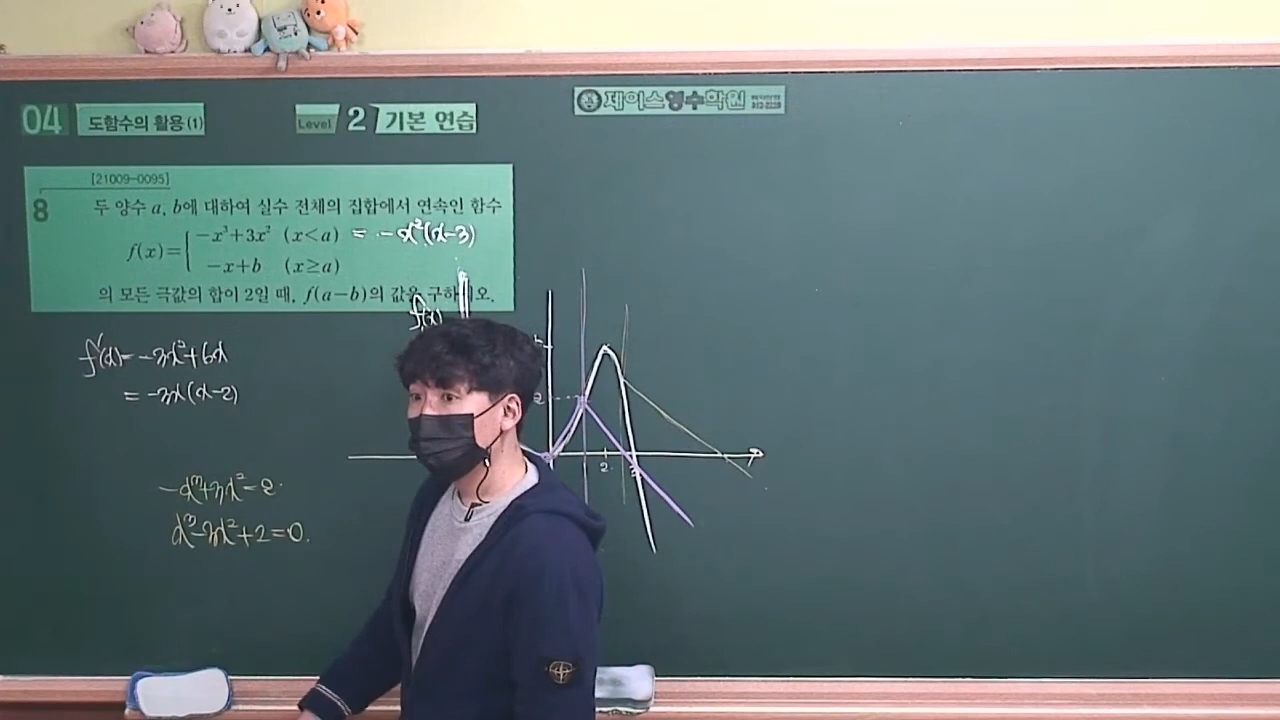 제이스영수학원
04 도함수의 활용 (1) Level 2 기본 연습
[21009-0095]
8 두 양수 a, b에 대하여 실수 전체의 집합에서 연속인 함수
f(x)={ -x³+3x² (x<a) = -x²(x-3)
-x+b (x≥a)
의 모든 극값의 합이 2일 때, f(a-b)의 값을 구하 오.
f(x)
f'(x)=-3x²+6x
= -3x(x-2)
2
2 3
-x³+3x²=2.
x³-3x²+2=0.